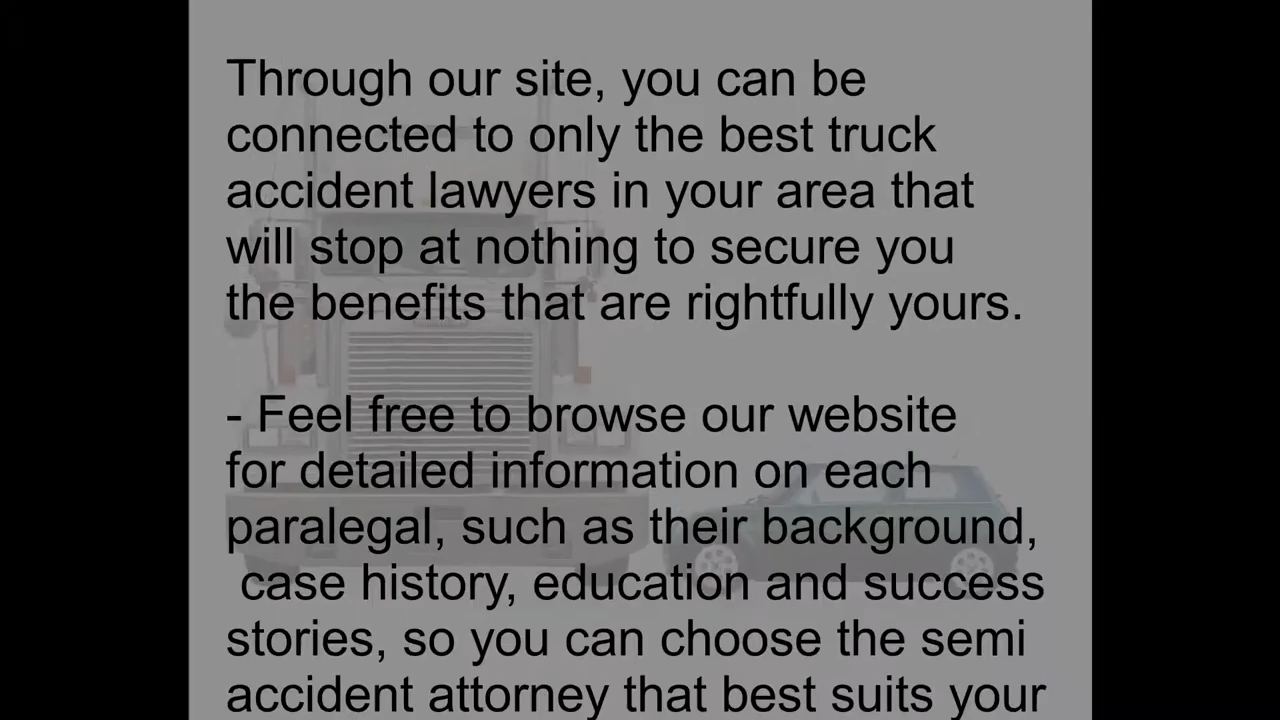 Through our site, you can be
connected to only the best truck
accident lawyers in your area that
will stop at nothing to secure you
the benefits that are rightfully yours.
- Feel free to browse our website
for detailed information on each
paralegal, such as their background,
case history, education and success
stories, so you can choose the semi
accident attorney that best suits your